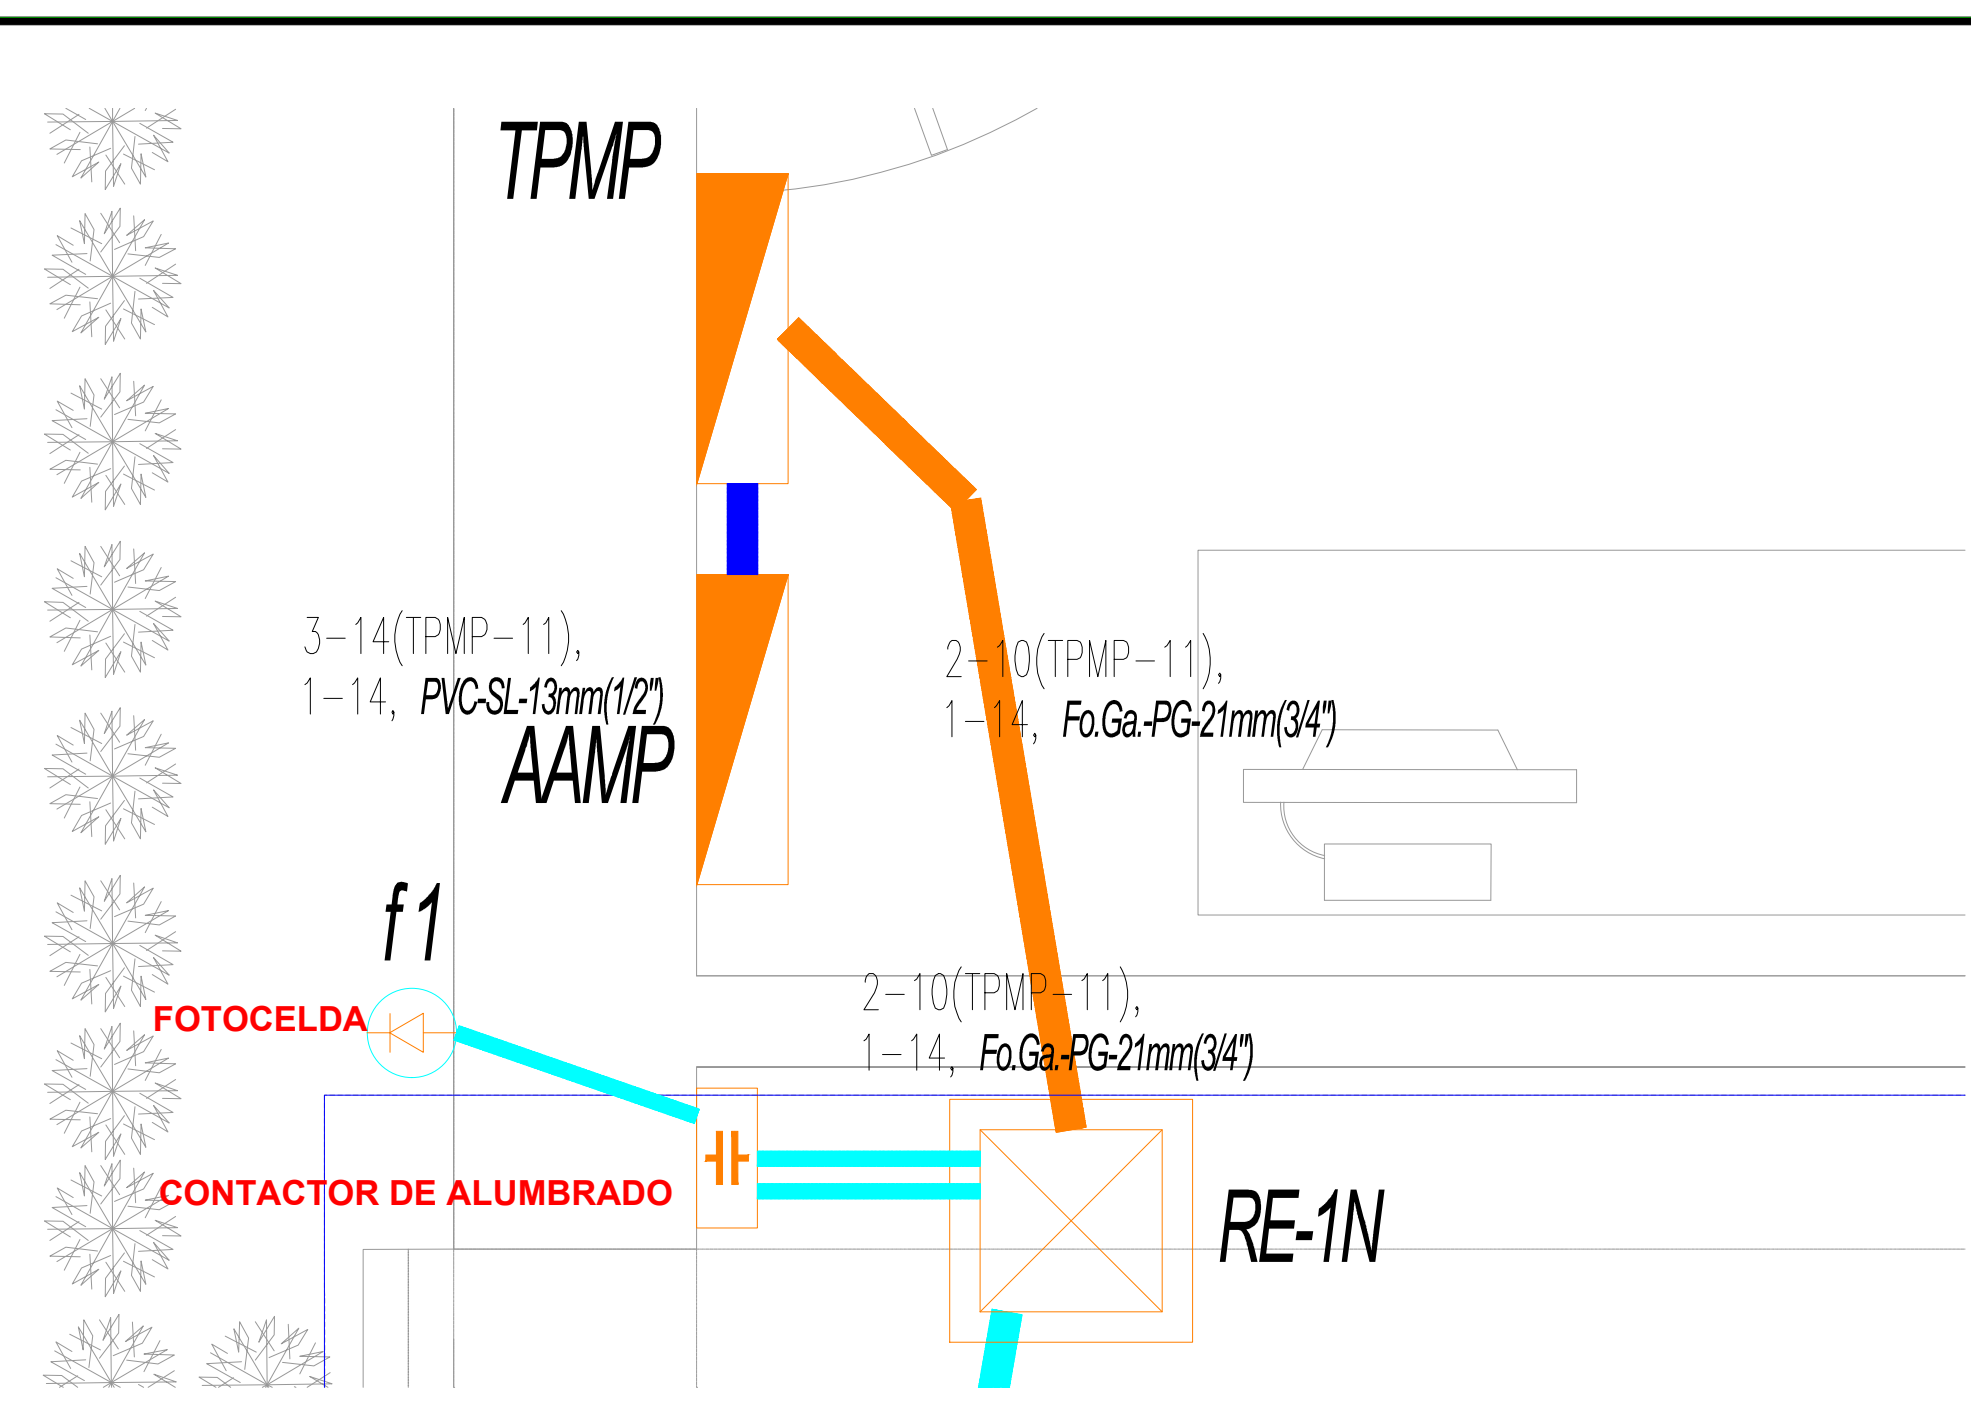 TPMP
3-14(TPMP-11),
1-14, PVC-SL-13mm(1/2")
AAMP
2-10(TPMP-11),
1-14, Fo.Ga.-PG-21mm(3/4")
f1
FOTOCELDA
2-10(TPMP-11),
1-14, Fo.Ga.-PG-21mm(3/4")
CONTACTOR DE ALUMBRADO
RE-1N